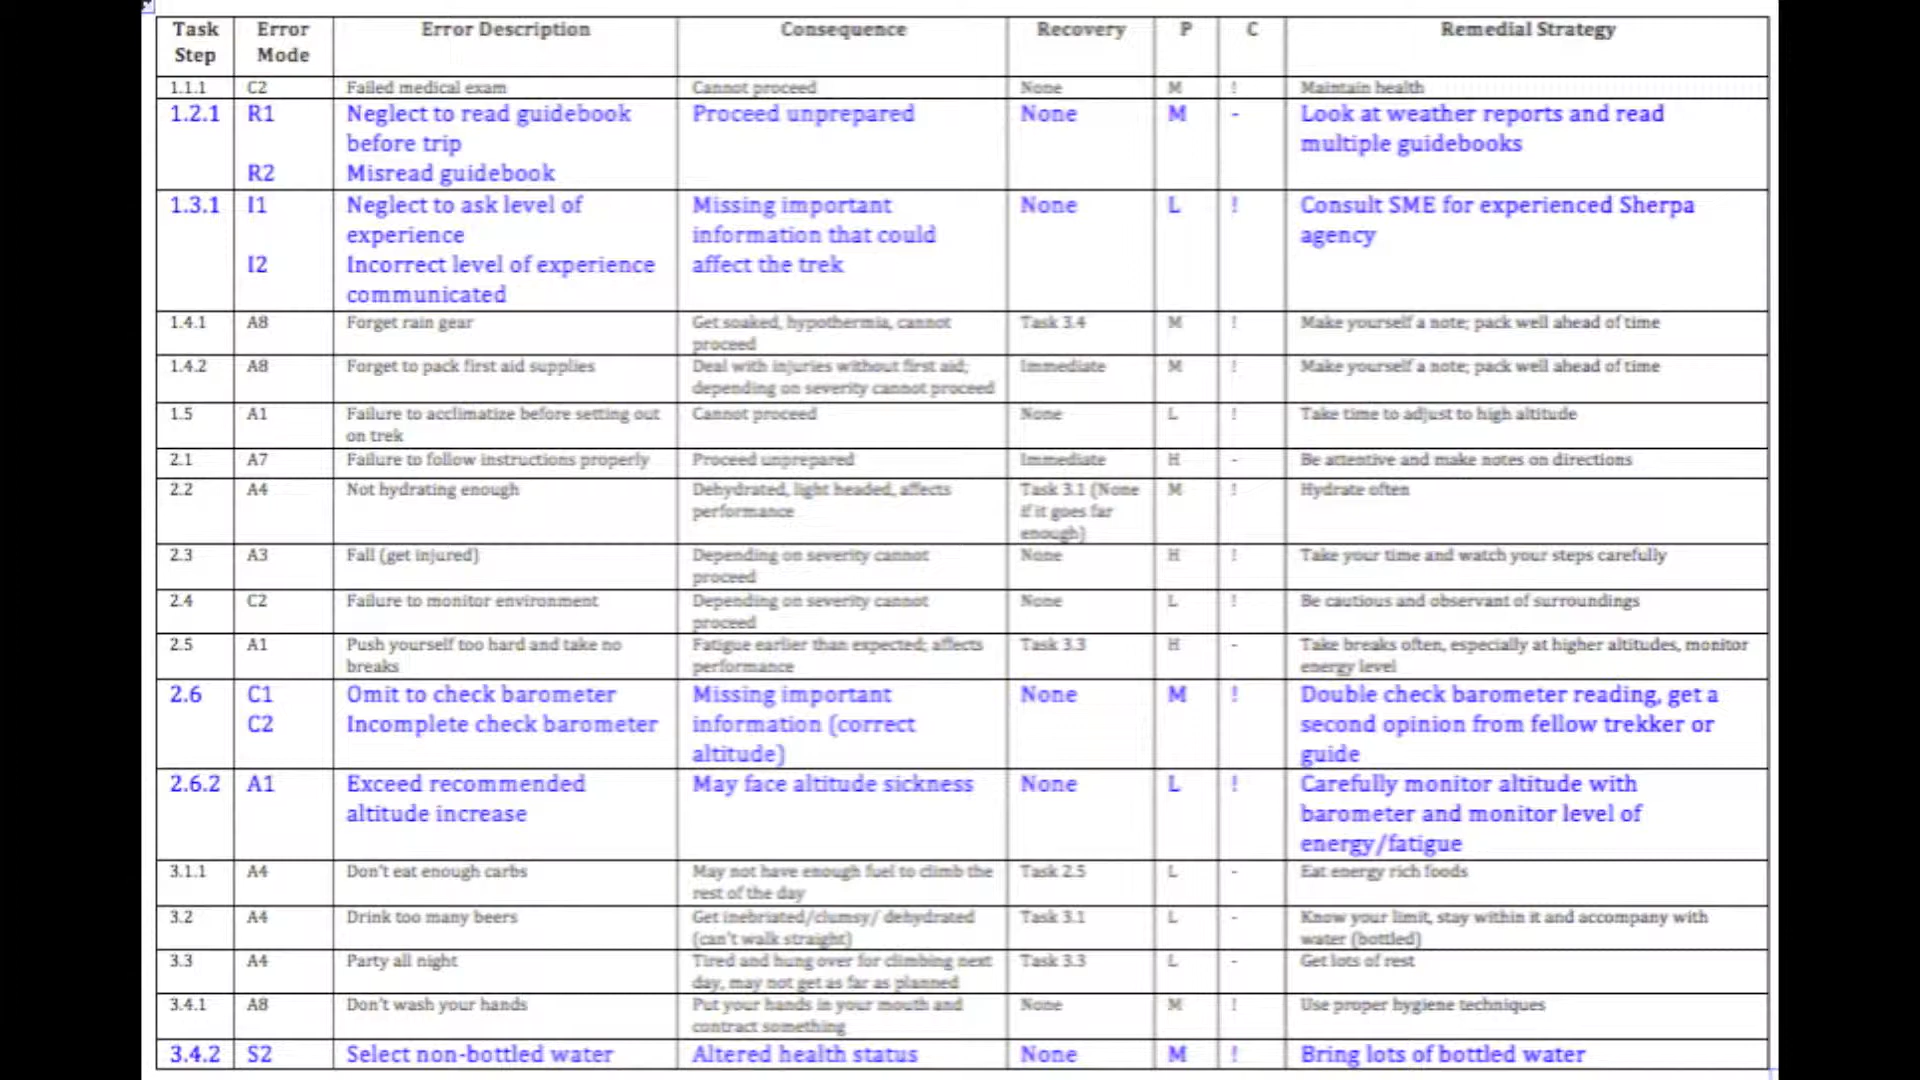 Task Step Error Mode Error Description Consequence Recovery P C Remedial Strategy
1.1.1 C2 Failed medical exam Cannot proceed None M ! Maintain health
1.2.1 R1 Neglect to read guidebook before trip R2 Misread guidebook Proceed unprepared None M - Look at weather reports and read multiple guidebooks
1.3.1 I1 Neglect to ask level of experience I2 Incorrect level of experience communicated Missing important information that could affect the trek None L ! Consult SME for experienced Sherpa agency
1.4.1 A8 Forget rain gear Get soaked, hypothermia, cannot proceed Task 3.4 M ! Make yourself a note; pack well ahead of time
1.4.2 A8 Forget to pack first aid supplies Deal with injuries without first aid; depending on severity cannot proceed Immediate M ! Make yourself a note; pack well ahead of time
1.5 A1 Failure to acclimatize before setting out on trek Cannot proceed None L ! Take time to adjust to high altitude
2.1 A7 Failure to follow instructions properly Proceed unprepared Immediate H - Be attentive and make notes on directions
2.2 A4 Not hydrating enough Dehydrated, light headed, affects performance Task 3.1 (None if it goes far enough) M ! Hydrate often
2.3 A3 Fall (get injured) Depending on severity cannot proceed None H ! Take your time and watch your steps carefully
2.4 C2 Failure to monitor environment Depending on severity cannot proceed None L ! Be cautious and observant of surroundings
2.5 A1 Push yourself too hard and take no breaks Fatigue earlier than expected; affects performance Task 3.3 H - Take breaks often, especially at higher altitudes, monitor energy level
2.6 C1 Omit to check barometer C2 Incomplete check barometer Missing important information (correct altitude) None M ! Double check barometer reading, get a second opinion from fellow trekker or guide
2.6.2 A1 Exceed recommended altitude increase May face altitude sickness None L ! Carefully monitor altitude with barometer and monitor level of energy/fatigue
3.1.1 A4 Don't eat enough carbs May not have enough fuel to climb the rest of the day Task 2.5 L - Eat energy rich foods
3.2 A4 Drink too many beers Get inebriated/clumsy/ dehydrated (can't walk straight) Task 3.1 L - Know your limit, stay within it and accompany with water (bottled)
3.3 A4 Party all night Tired and hung over for climbing next day, may not get as far as planned Task 3.3 L - Get lots of rest
3.4.1 A8 Don't wash your hands Put your hands in your mouth and contract something None M ! Use proper hygiene techniques
3.4.2 S2 Select non-bottled water Altered health status None M ! Bring lots of bottled water